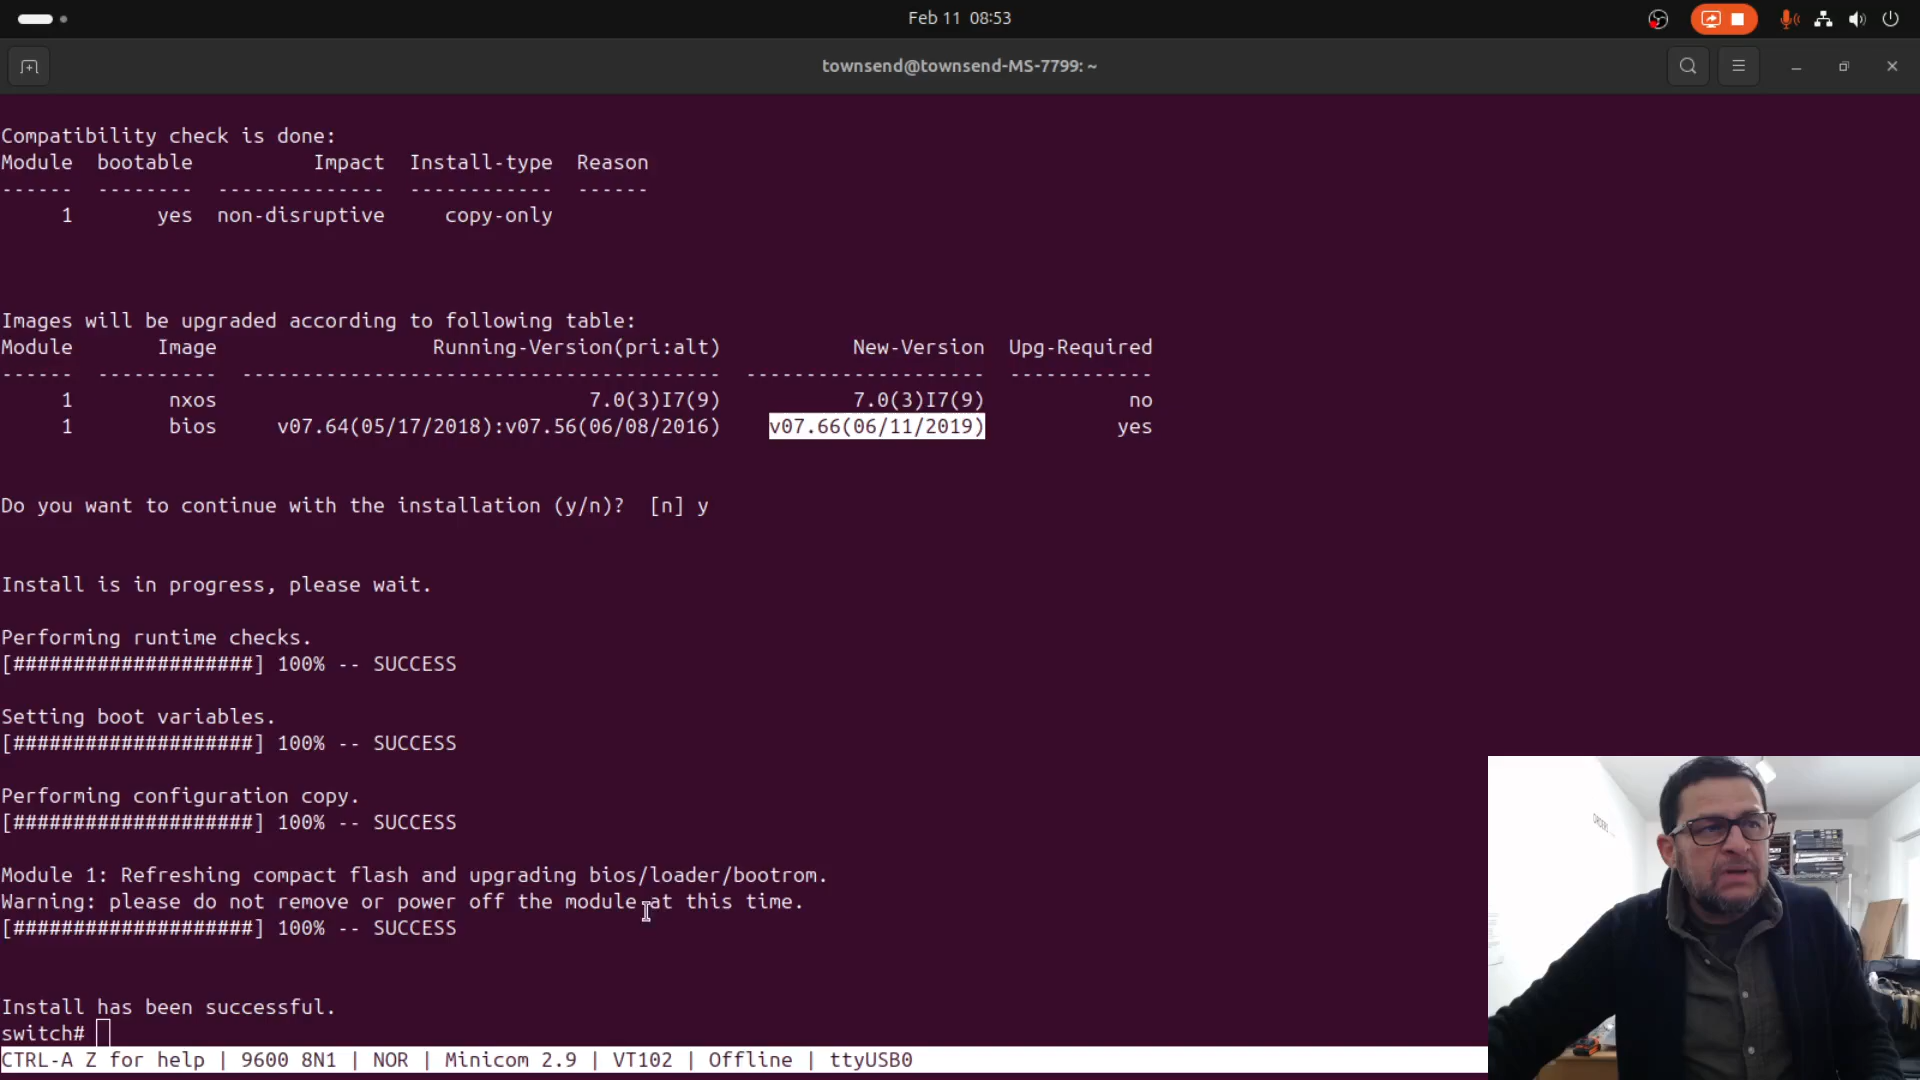 Feb 11 08:53
townsend@townsend-MS-7799: ~
Compatibility check is done:
Module  bootable          Impact  Install-type  Reason
------  --------  --------------  ------------  ------
     1       yes  non-disruptive     copy-only
Images will be upgraded according to following table:
Module       Image                  Running-Version(pri:alt)           New-Version  Upg-Required
------  ----------  ----------------------------------------  --------------------  ------------
     1        nxos                               7.0(3)I7(9)           7.0(3)I7(9)            no
     1        bios     v07.64(05/17/2018):v07.56(06/08/2016)    v07.66(06/11/2019)           yes
Do you want to continue with the installation (y/n)?  [n] y
Install is in progress, please wait.
Performing runtime checks.
[####################] 100% -- SUCCESS
Setting boot variables.
[####################] 100% -- SUCCESS
Performing configuration copy.
[####################] 100% -- SUCCESS
Module 1: Refreshing compact flash and upgrading bios/loader/bootrom.
Warning: please do not remove or power off the module at this time.
[####################] 100% -- SUCCESS
Install has been successful.
switch#
CTRL-A Z for help | 9600 8N1 | NOR | Minicom 2.9 | VT102 | Offline | ttyUSB0
ORDERS